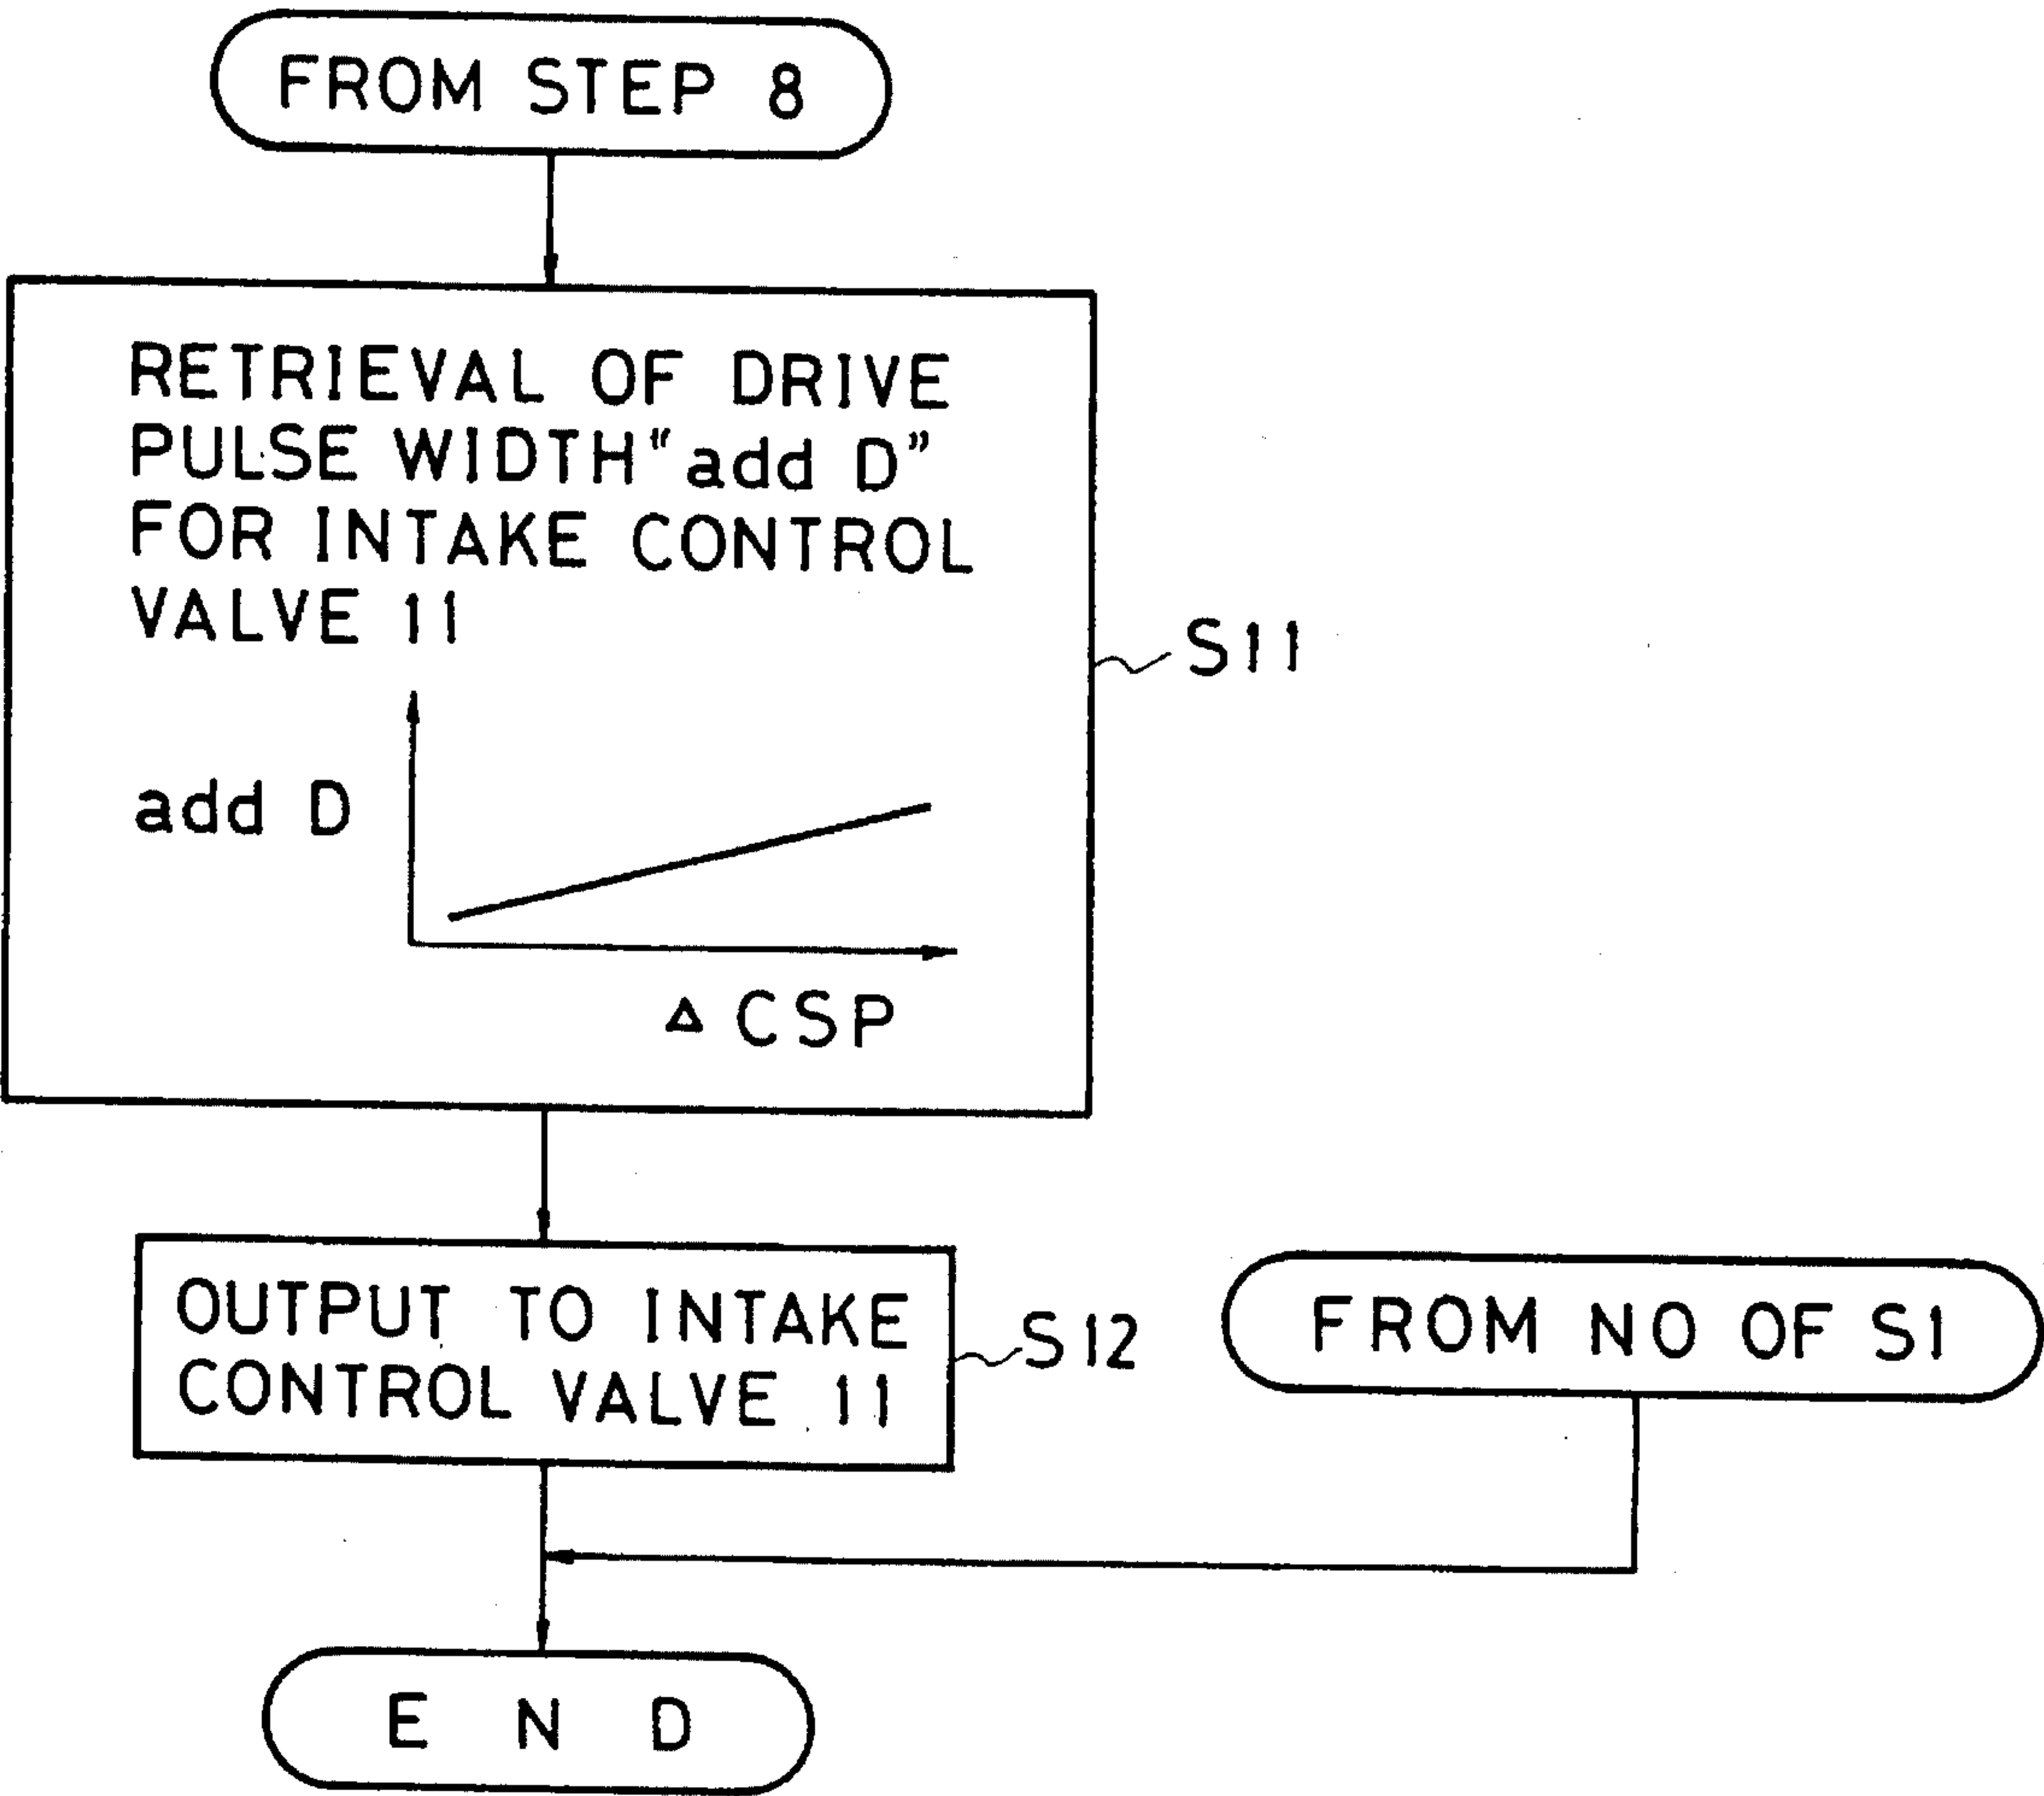 FROM STEP 8
RETRIEVAL OF DRIVE
PULSE WIDTH "add D"
FOR INTAKE CONTROL
VALVE 11
S11
add D
Δ CSP
OUTPUT TO INTAKE
CONTROL VALVE 11
S12
FROM NO OF S1
E N D